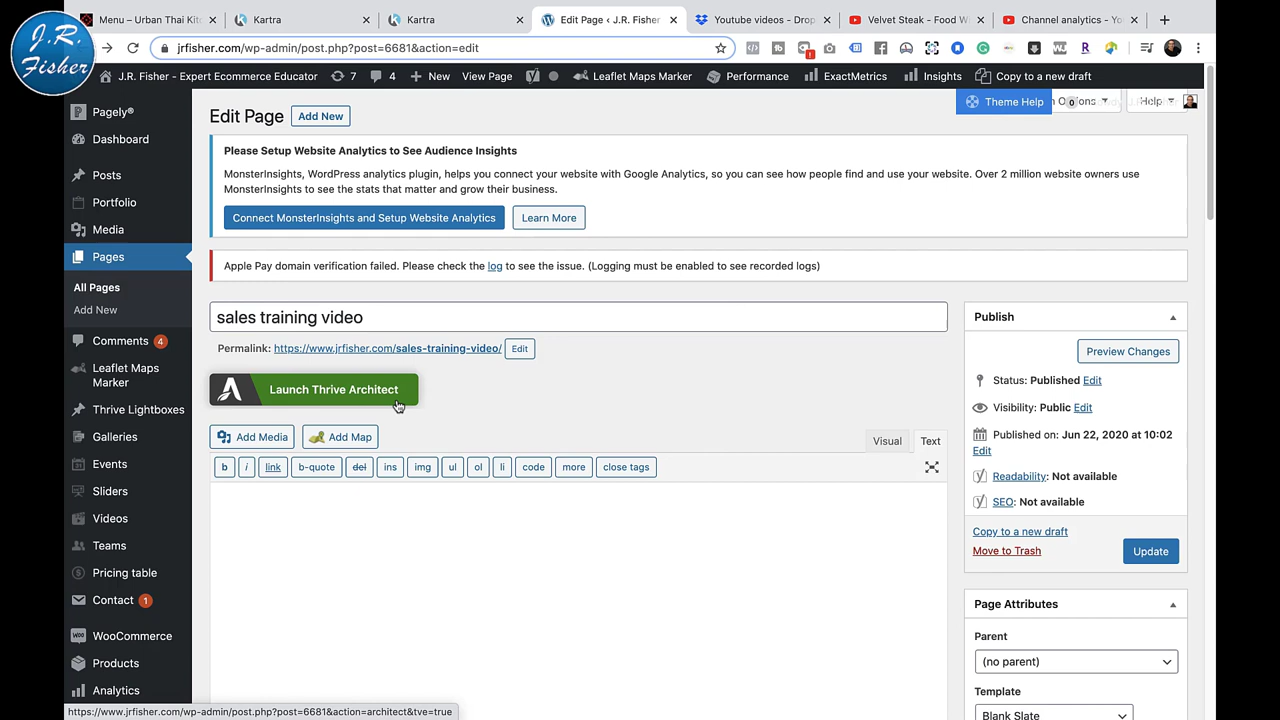 Menu – Urban Thai Kit
Kartra
Kartra
Edit Page ‹ J.R. Fisher
Youtube videos - Drop
Velvet Steak - Food W
Channel analytics - Y
jrfisher.com/wp-admin/post.php?post=6681&action=edit
J.R.
Fisher
J.R. Fisher - Expert Ecommerce Educator
7
4
New
View Page
Leaflet Maps Marker
Performance
ExactMetrics
Insights
Copy to a new draft
Theme Help
0
Options
Help
Pagely®
Dashboard
Posts
Portfolio
Media
Pages
All Pages
Add New
Comments 4
Leaflet Maps
Marker
Thrive Lightboxes
Galleries
Events
Sliders
Videos
Teams
Pricing table
Contact 1
WooCommerce
Products
Analytics
Edit Page
Add New
Please Setup Website Analytics to See Audience Insights
MonsterInsights, WordPress analytics plugin, helps you connect your website with Google Analytics, so you can see how people find and use your website. Over 2 million website owners use
MonsterInsights to see the stats that matter and grow their business.
Connect MonsterInsights and Setup Website Analytics
Learn More
Apple Pay domain verification failed. Please check the log to see the issue. (Logging must be enabled to see recorded logs)
sales training video
Permalink: https://www.jrfisher.com/sales-training-video/ Edit
Launch Thrive Architect
Add Media
Add Map
Visual
Text
b
i
link
b-quote
del
ins
img
ul
ol
li
code
more
close tags
Publish
Preview Changes
Status: Published Edit
Visibility: Public Edit
Published on: Jun 22, 2020 at 10:02
Edit
Readability: Not available
SEO: Not available
Copy to a new draft
Move to Trash
Update
Page Attributes
Parent
(no parent)
Template
Blank Slate
https://www.jrfisher.com/wp-admin/post.php?post=6681&action=architect&tve=true